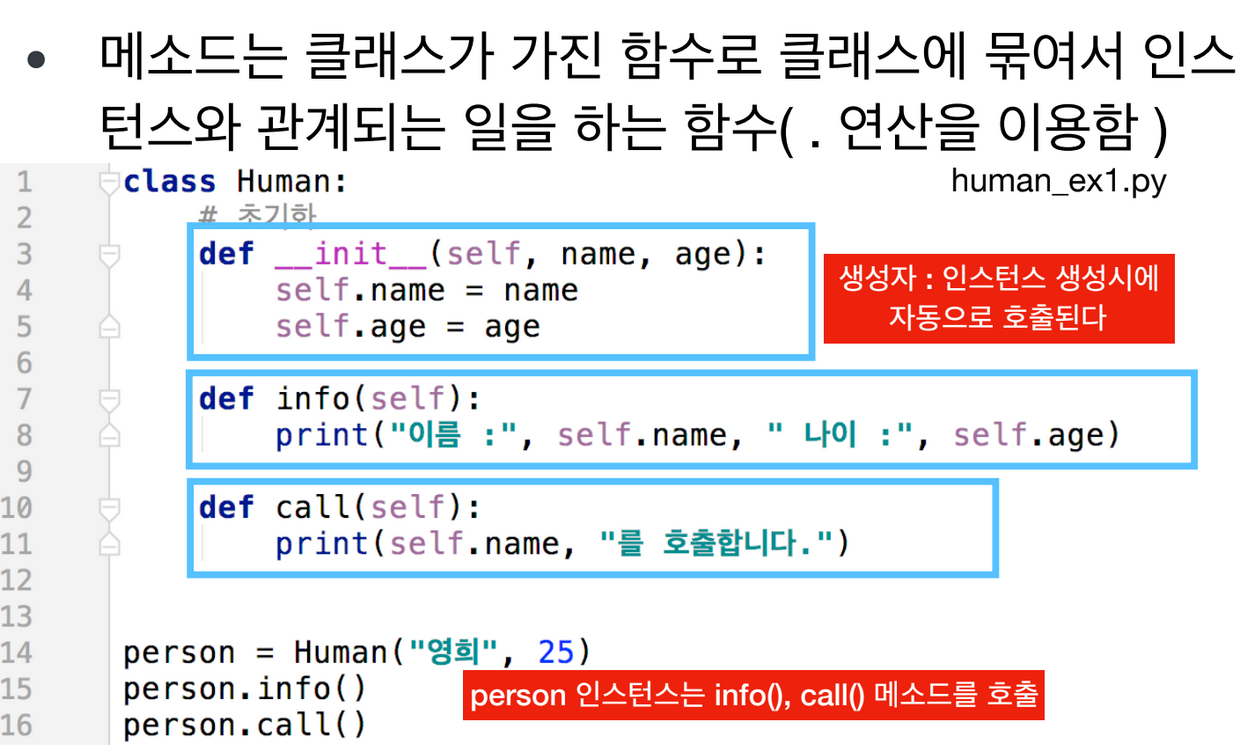 • 메소드는 클래스가 가진 함수로 클래스에 묶여서 인스
턴스와 관계되는 일을 하는 함수( . 연산을 이용함 )
human_ex1.py
1 class Human:
2     # 초기화
3     def __init__(self, name, age):
4         self.name = name
5         self.age = age
6
생성자 : 인스턴스 생성시에
자동으로 호출된다
7     def info(self):
8         print("이름 :", self.name, " 나이 :", self.age)
9
10     def call(self):
11         print(self.name, "를 호출합니다.")
12
13
14 person = Human("영희", 25)
15 person.info()
16 person.call()
person 인스턴스는 info(), call() 메소드를 호출